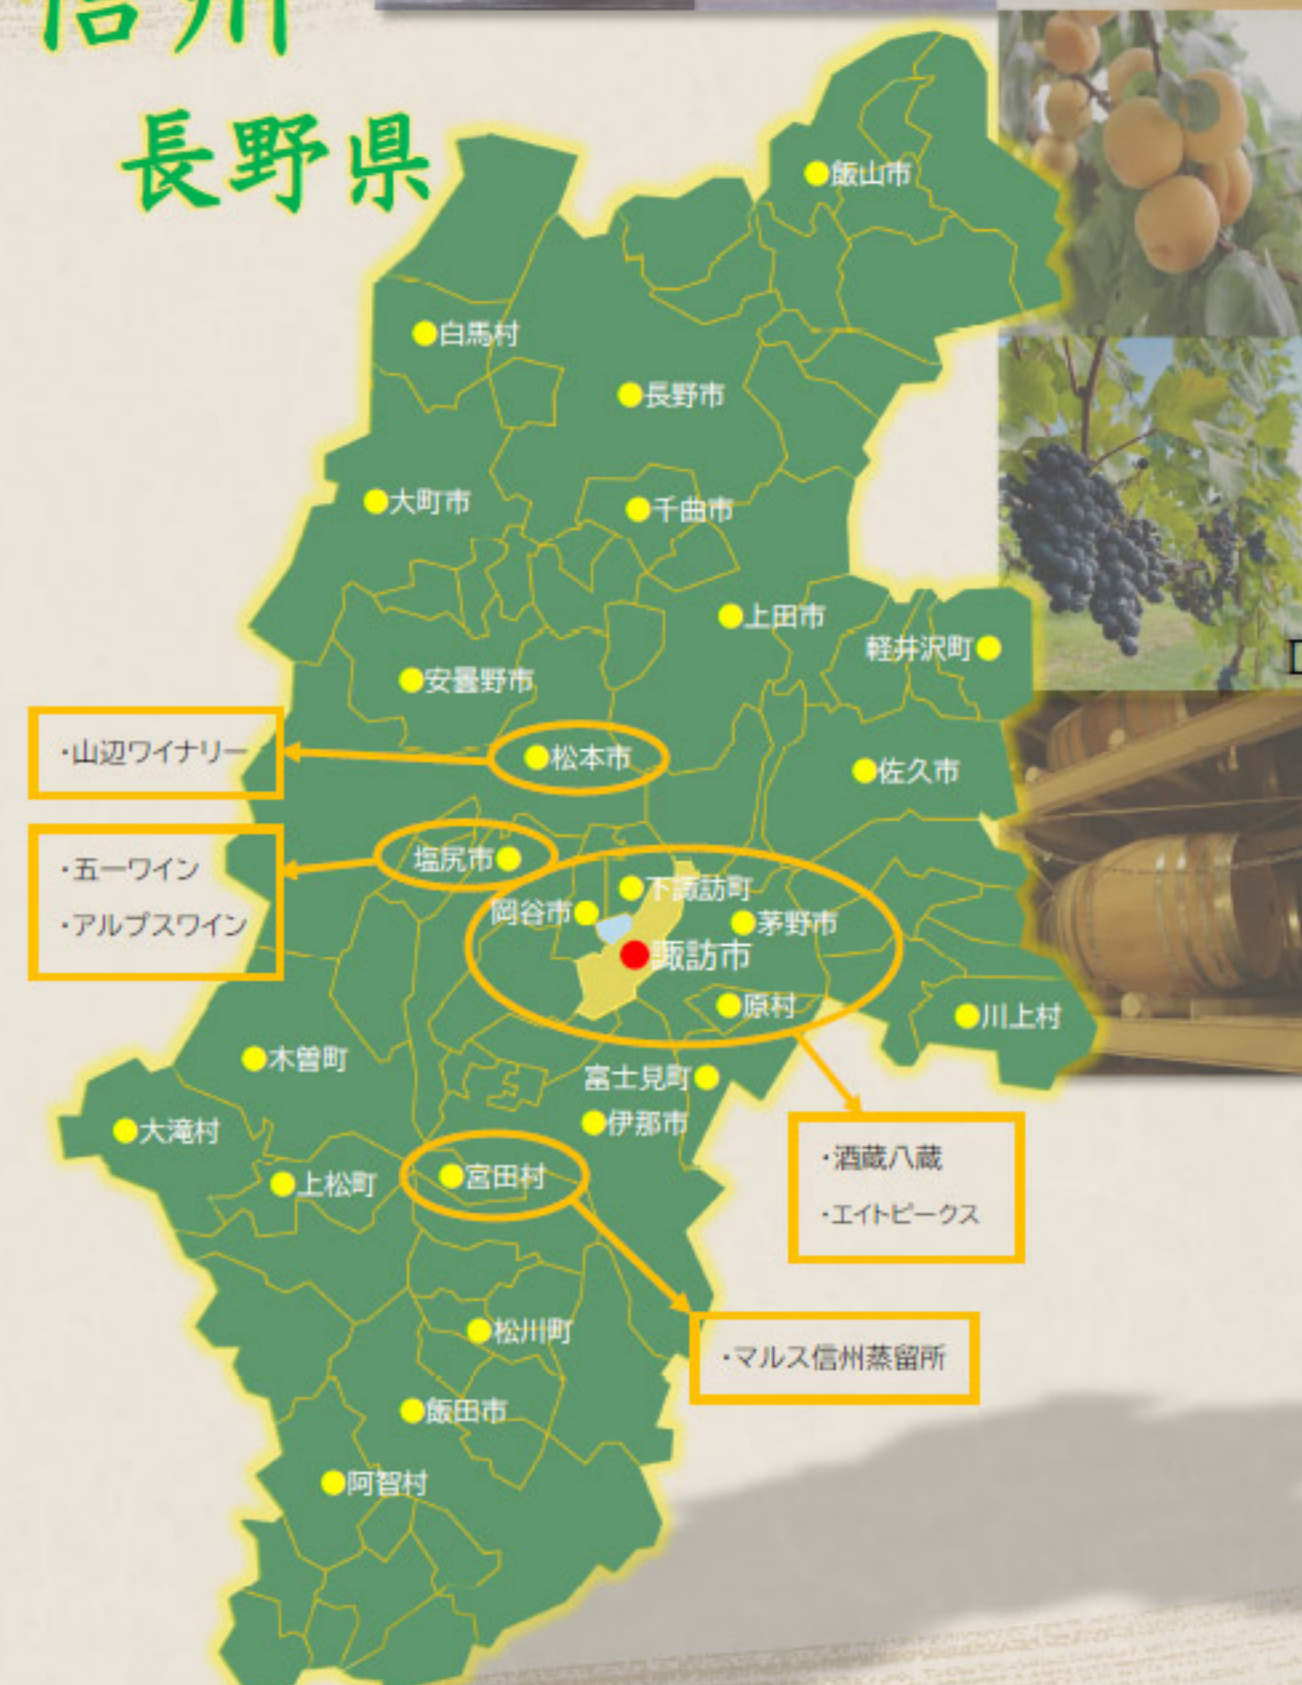 信州
長野県
飯山市
白馬村
長野市
大町市
千曲市
上田市
軽井沢町
安曇野市
・山辺ワイナリー
松本市
佐久市
・五一ワイン
・アルプスワイン
塩尻市
下諏訪町
岡谷市
茅野市
諏訪市
原村
川上村
木曽町
富士見町
伊那市
大滝村
上松町
宮田村
・酒蔵八蔵
・エイトピークス
松川町
・マルス信州蒸留所
飯田市
阿智村